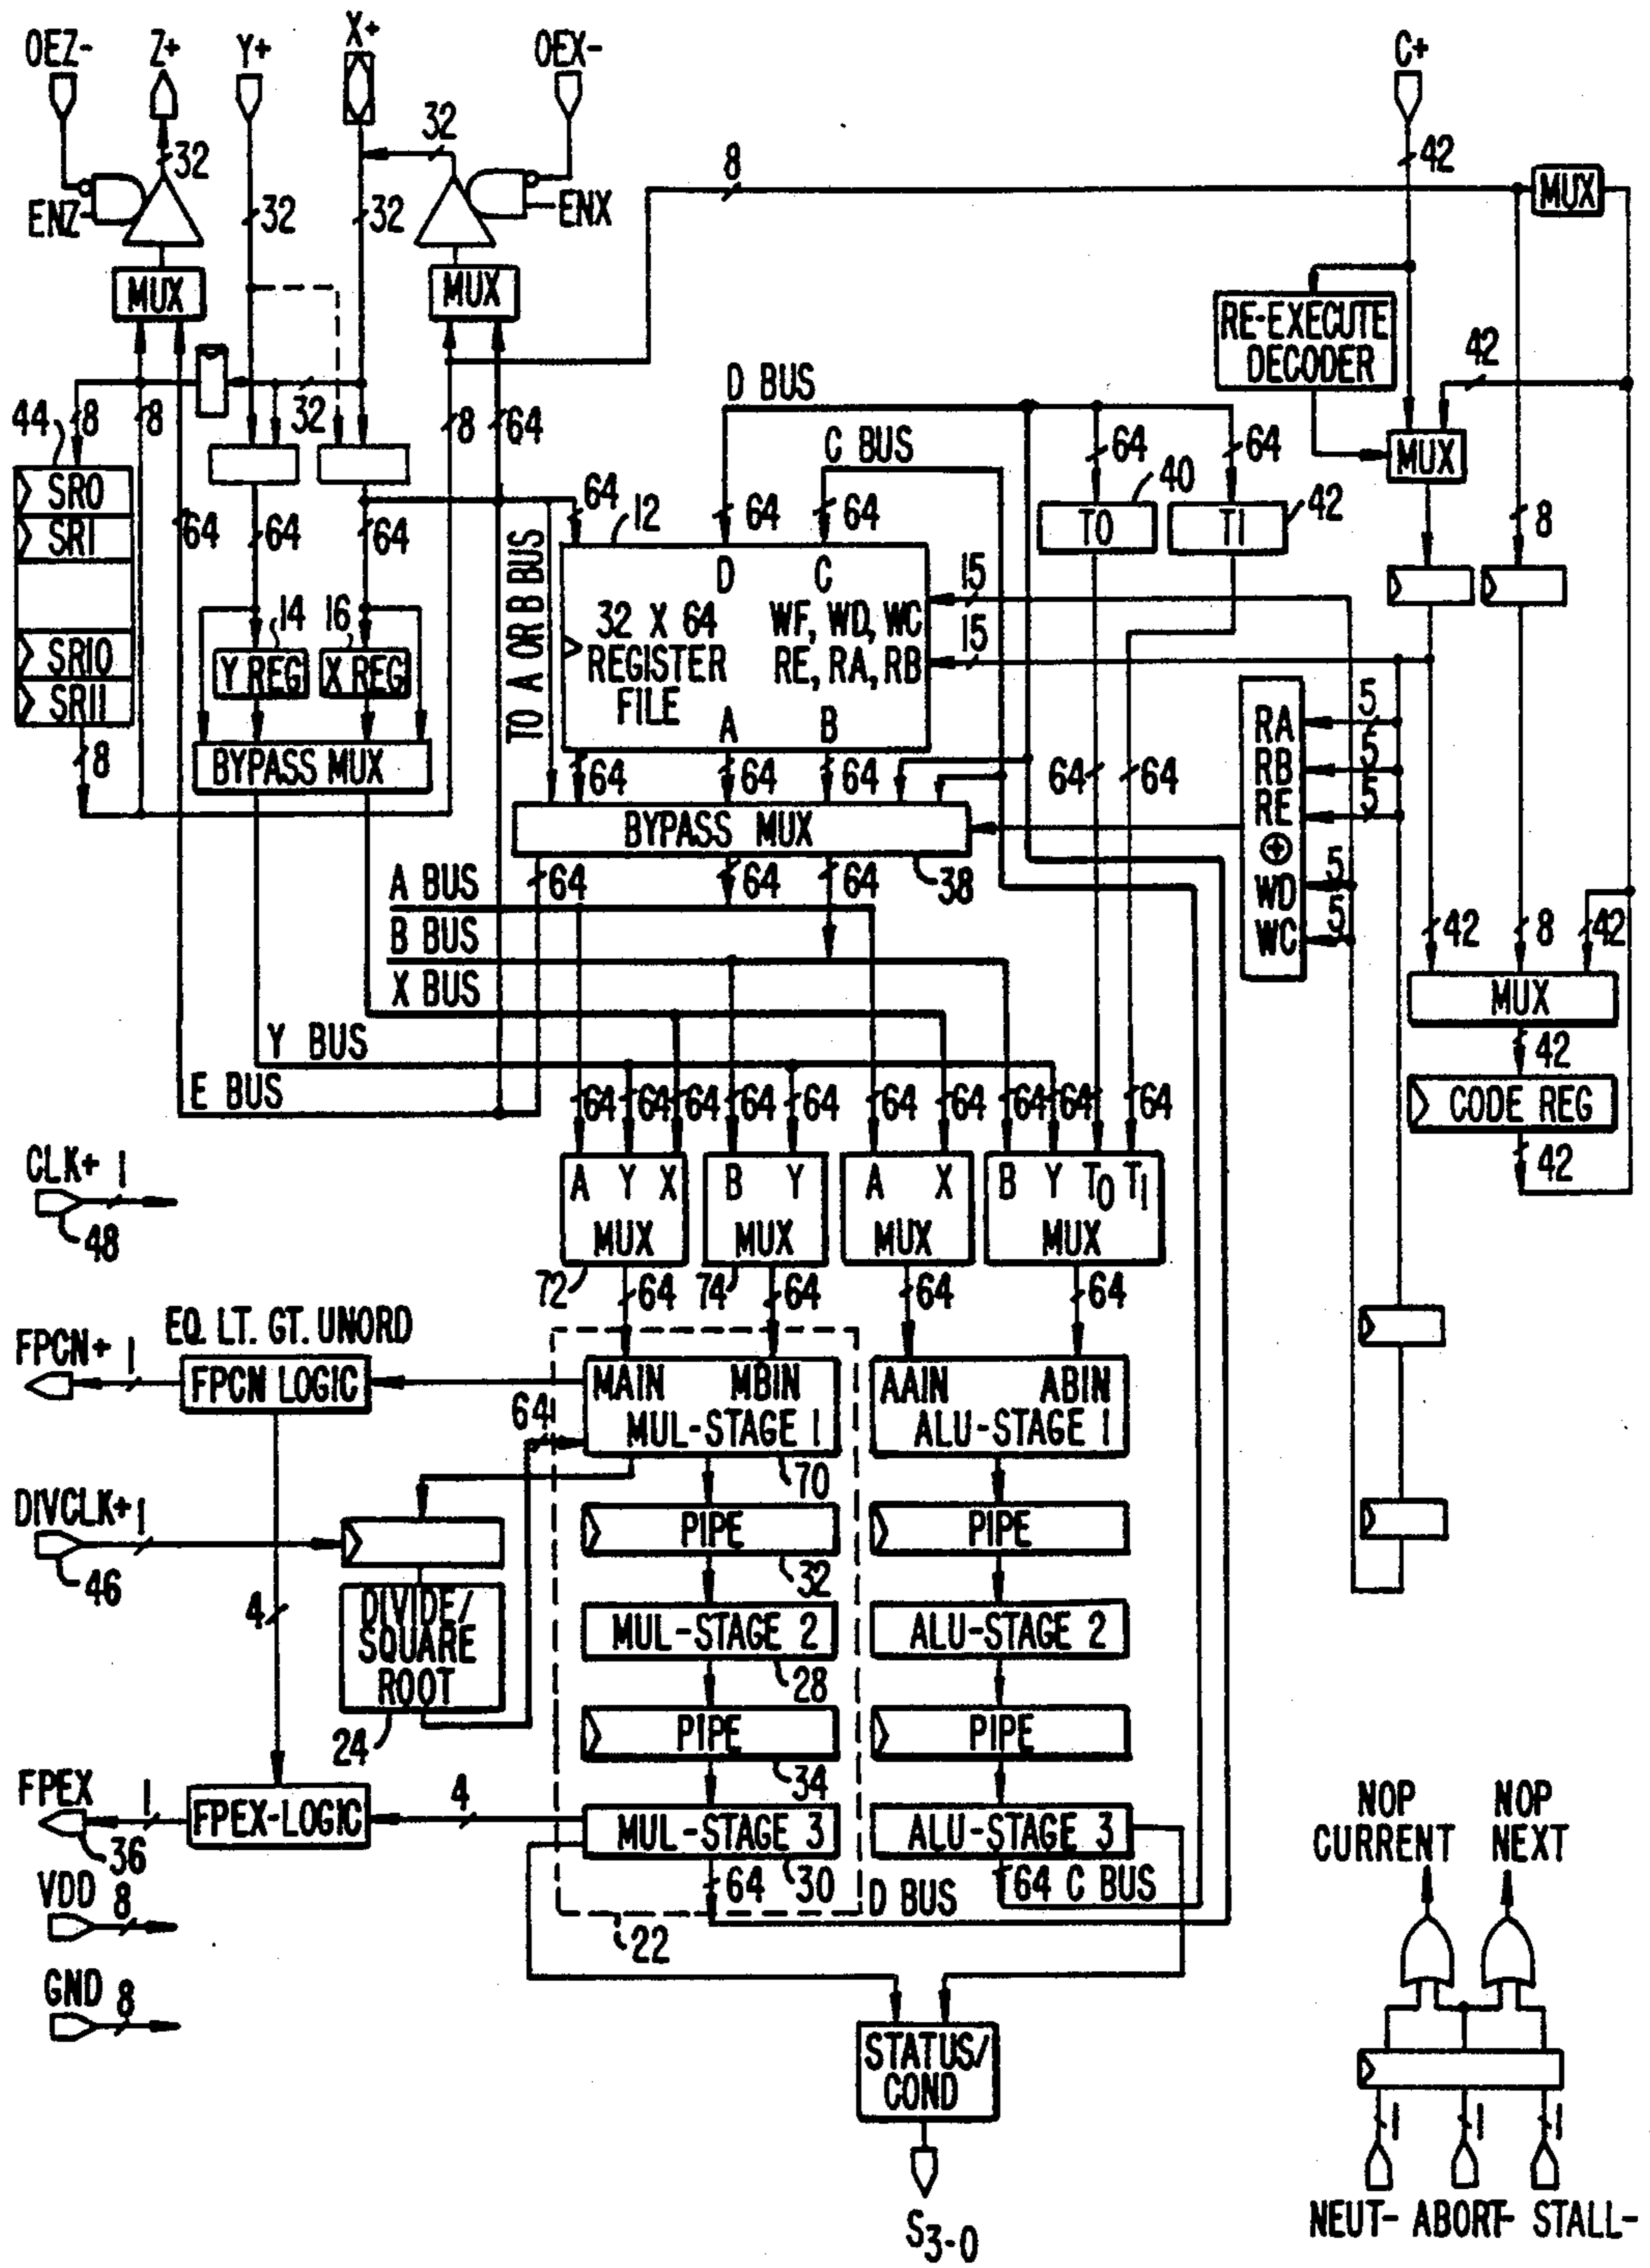 OEZ- Z+ Y+ X+ OEX- C+
32 32 42
8
MUX
ENZ 32 32 ENX
MUX MUX
RE-EXECUTE
DECODER
42
D BUS
32
44 8 8 8 64
C BUS 64 64
MUX
SR0
64 12 64 64 40 42
T0 T1
8
SR1
64 64 64
TO A OR B BUS
D C
15
14 16
32 X 64 WF, WD, WC
15
REGISTER RE, RA, RB
FILE
SR10
Y REG X REG
SR11
A B
RA 5
RB 5
RE 5
⊕
WD 5
WC 5
8
BYPASS MUX
64 64 64 64 64
BYPASS MUX
38
A BUS 64 64 64
B BUS
42 8 42
X BUS
MUX
Y BUS
42
E BUS
64 64 64 64 64 64 64 64 64 64
CODE REG
42
CLK+ 1
48
A Y X B Y A X B Y T0 T1
MUX MUX MUX MUX
72 64 74 64 64 64
EQ. LT. GT. UNORD
FPCN+ 1
FPCN LOGIC
MAIN MBIN AAIN ABIN
64
MUL-STAGE 1 ALU-STAGE 1
70
DIVCLK+ 1
46
PIPE PIPE
32
4
DIVIDE/
SQUARE
ROOT
24
MUL-STAGE 2 ALU-STAGE 2
28
PIPE PIPE
34
FPEX 1
36
FPEX-LOGIC
4
MUL-STAGE 3 ALU-STAGE 3
30
64 D BUS 64 C BUS
22
VDD 8
GND 8
NOP NOP
CURRENT NEXT
STATUS/
COND
1 1 1
S3-0
NEUT- ABORT- STALL-